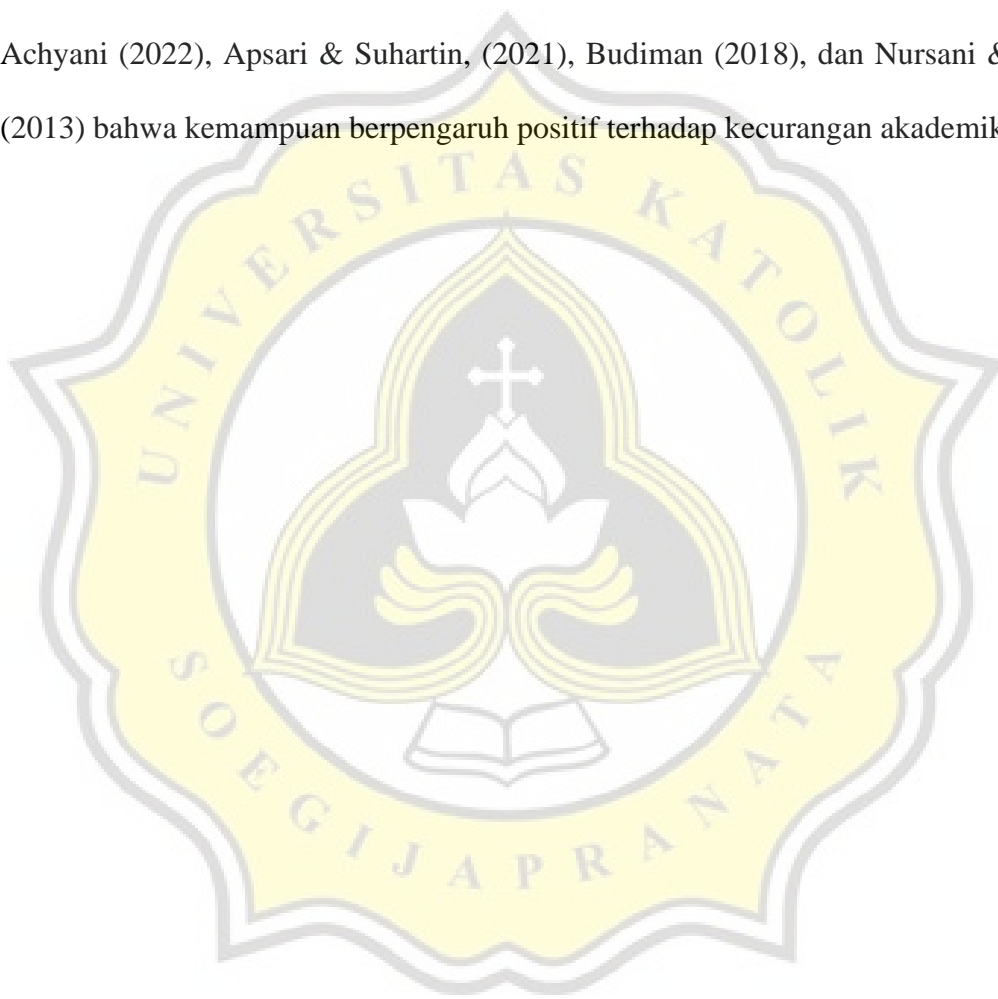 Achyani (2022), Apsari & Suhartin, (2021), Budiman (2018), dan Nursani &
(2013) bahwa kemampuan berpengaruh positif terhadap kecurangan akademik
UNIVERSITAS KATOLIK
SOEGIJAPRANATA